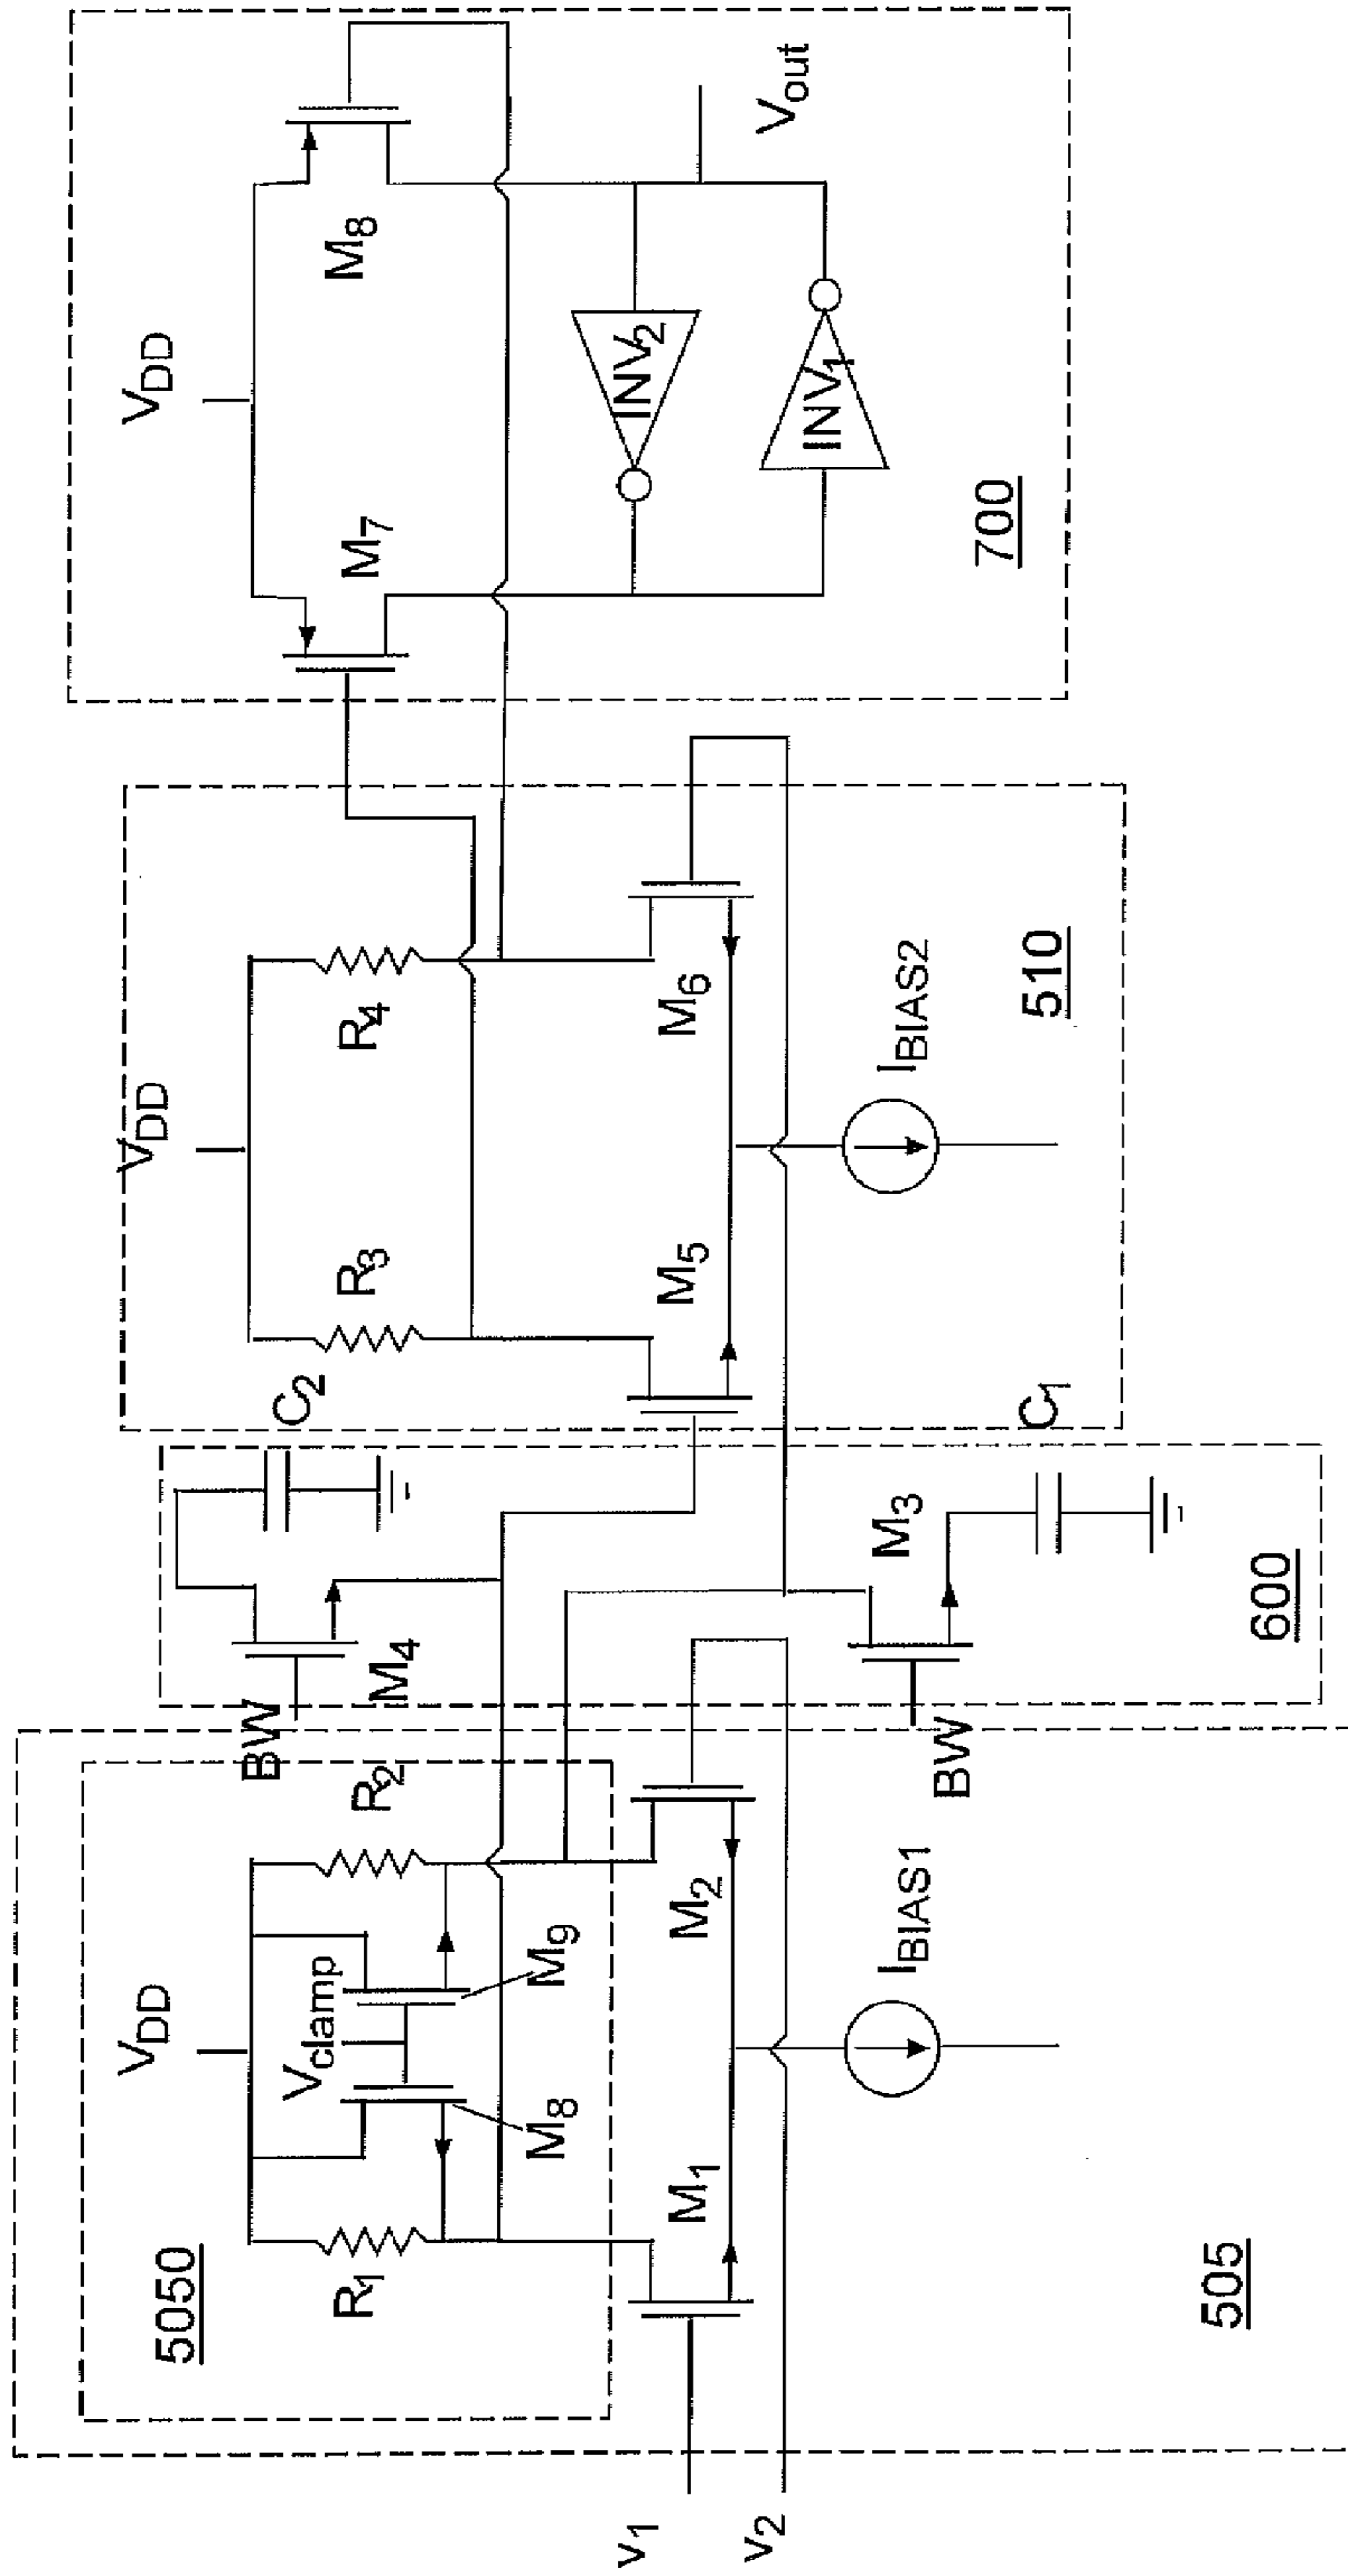 5050
V_DD
R_1
M_8
V_clamp
M_9
R_2
v_1
v_2
M_1
M_2
I_BIAS1
505
BW
M_4
C_2
BW
M_3
C_1
600
V_DD
R_3
R_4
M_5
M_6
I_BIAS2
510
V_DD
M_7
M_8
INV_2
INV_1
V_out
700